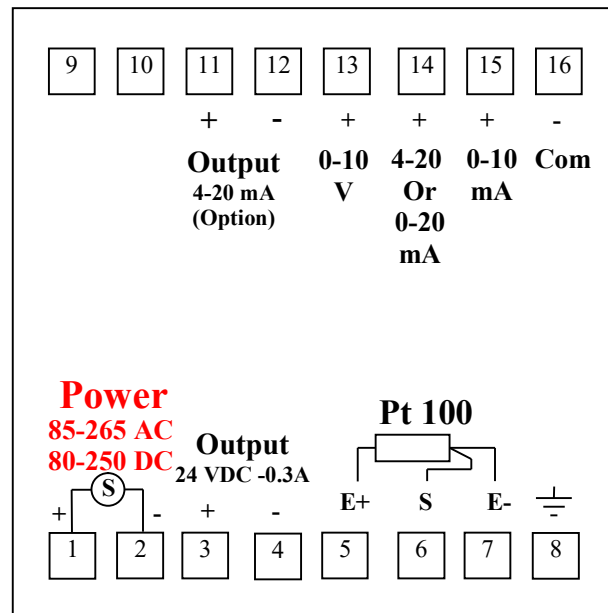 9 10 11 12 13 14 15 16
+ - + + + -
Output 0-10 4-20 0-10 Com
4-20 mA V Or mA
(Option) 0-20
mA
Power
85-265 AC
80-250 DC
Output
24 VDC -0.3A
Pt 100
S
+ - + - E+ S E-
1 2 3 4 5 6 7 8